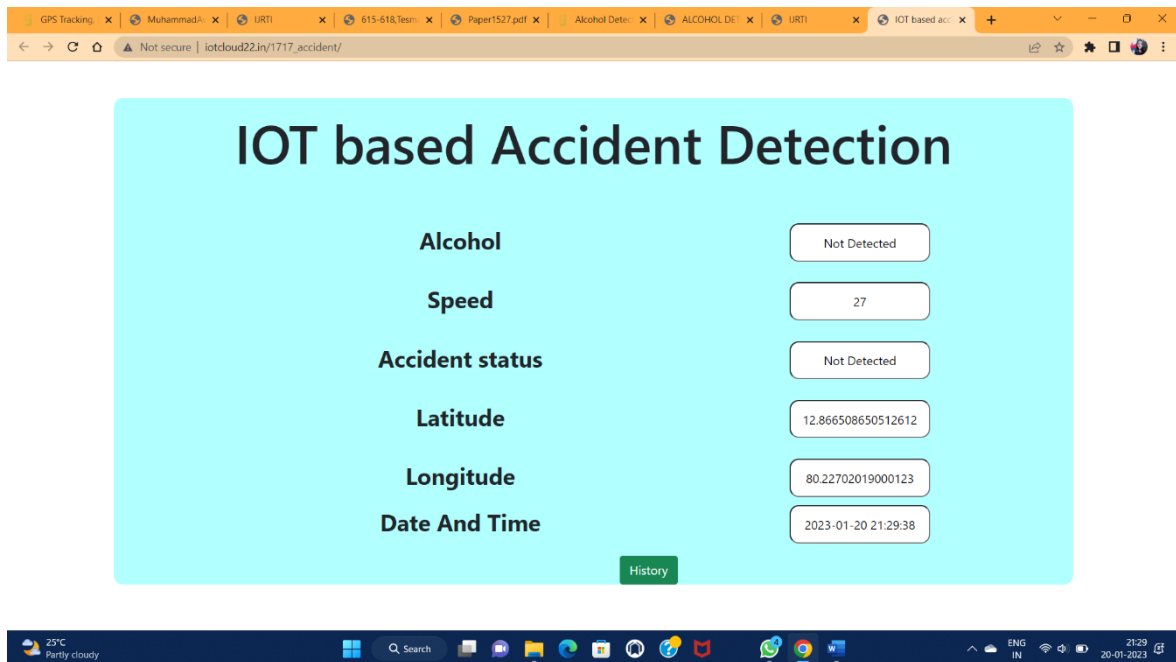 GPS Tracking,
MuhammadA
IJRTI
615-618,Tesm
Paper1527.pdf
Alcohol Detec
ALCOHOL DET
IJRTI
IOT based acc
Not secure | iotcloud22.in/1717_accident/
IOT based Accident Detection
Alcohol Not Detected
Speed 27
Accident status Not Detected
Latitude 12.866508650512612
Longitude 80.22702019000123
Date And Time 2023-01-20 21:29:38
History
25°C
Partly cloudy
Search
4
ENG
IN
21:29
20-01-2023